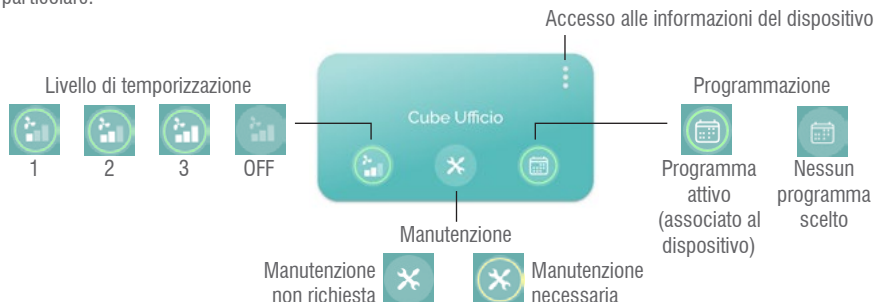 particolare.
Accesso alle informazioni del dispositivo
Livello di temporizzazione
1
2
3
OFF
Cube Ufficio
Programmazione
Programma
attivo
(associato al
dispositivo)
Nessun
programma
scelto
Manutenzione
Manutenzione
non richiesta
Manutenzione
necessaria